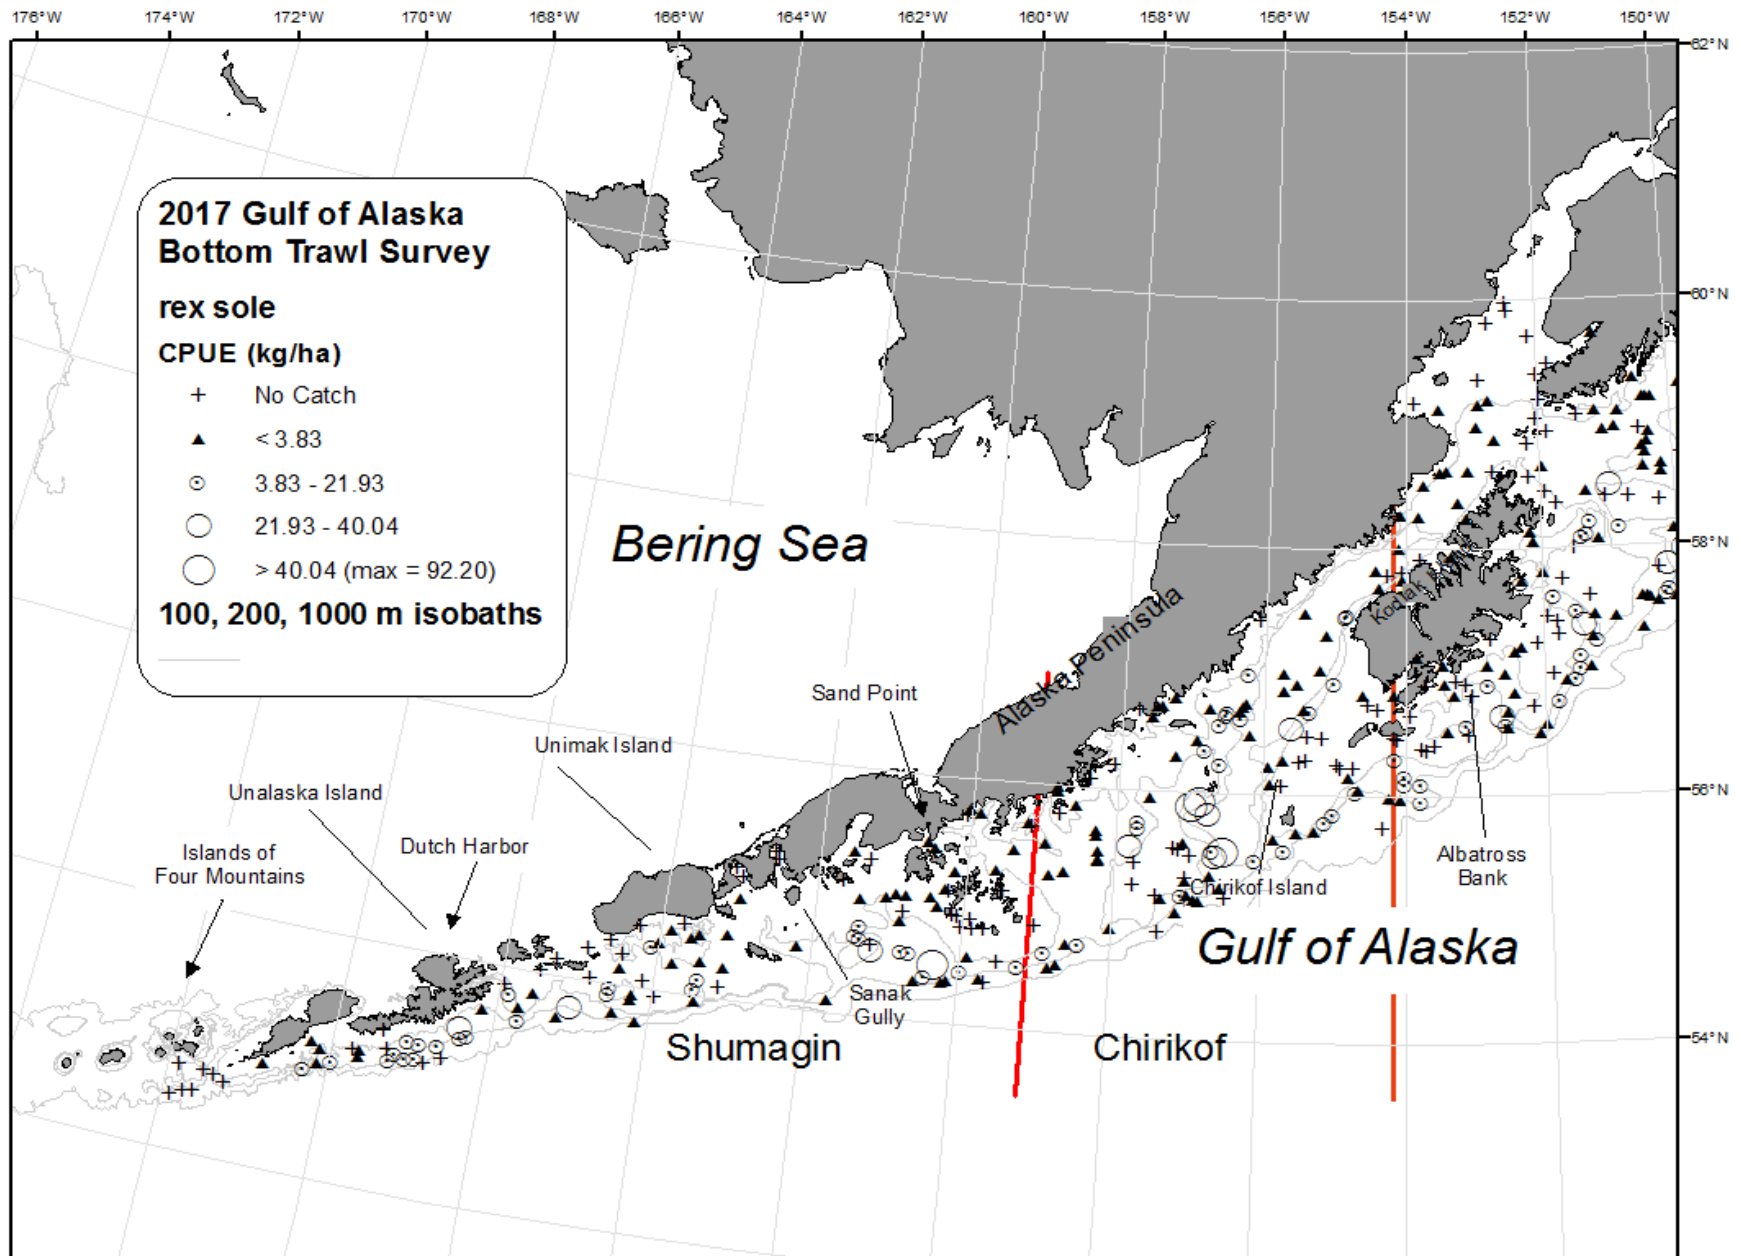 176°W 174°W 172°W 170°W 168°W 166°W 164°W 162°W 160°W 158°W 156°W 154°W 152°W 150°W
62°N
60°N
58°N
56°N
54°N
2017 Gulf of Alaska
Bottom Trawl Survey
rex sole
CPUE (kg/ha)
No Catch
< 3.83
3.83 - 21.93
21.93 - 40.04
> 40.04 (max = 92.20)
100, 200, 1000 m isobaths
Bering Sea
Alaska Peninsula
Kodiak Island
Sand Point
Unimak Island
Unalaska Island
Dutch Harbor
Islands of
Four Mountains
Sanak
Gully
Chirikof Island
Albatross
Bank
Gulf of Alaska
Shumagin
Chirikof